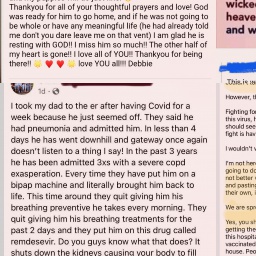 Thankyou for all of your thoughtful prayers and love! God
was ready for him to go home, and if he was not going to
be whole or have any meaningful life (he had already told
me don't you dare leave me on that vent) I am glad he is
resting with GOD!! I miss him so much!! The other half of
my heart is gone!! I love all of YOU!! Thankyou for being
there!! 💛 ❤️ ❤️ 💛 love YOU all!!! Debbie
1d
I took my dad to the er after having Covid for a
week because he just seemed off. They said he
had pneumonia and admitted him. In less than 4
days he has went downhill and gateway once again
doesn't listen to a thing I say! In the past 3 years
he has been admitted 3xs with a severe copd
exasperation. Every time they have put him on a
bipap machine and literally brought him back to
life. This time around they quit giving him his
breathing preventive he takes every morning. They
quit giving him his breathing treatments for the
past 2 days and they put him on this drug called
remdesevir. Do you guys know what that does? It
shuts down the kidneys causing your body to fill
wicked
heave
and w
This is a
However, t
Fighting fo
this virus, h
should see
fight is hav
I wouldn't v
I'm not her
going to do
not better
and pastin
their own, i
We are spr
Yes, you sh
getting the
this hospita
vaccinated
house. Peo